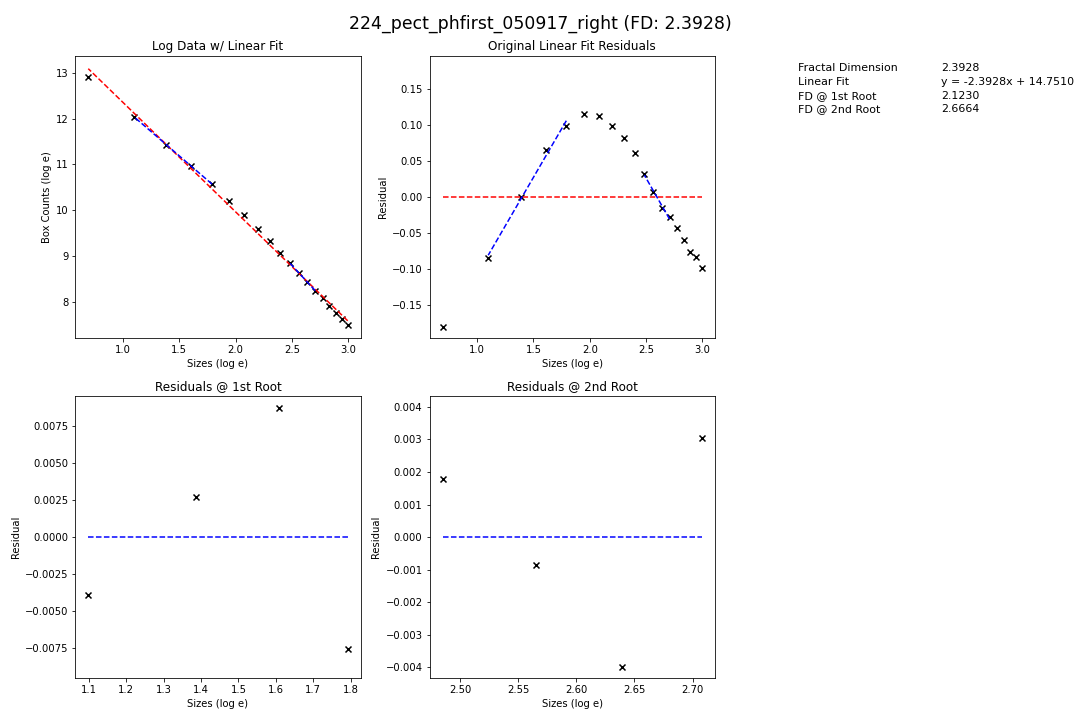 224_pect_phfirst_050917_right (FD: 2.3928)
Log Data w/ Linear Fit
Box Counts (log e)
13
12
11
10
9
8
1.0 1.5 2.0 2.5 3.0
Sizes (log e)
Original Linear Fit Residuals
Residual
0.15
0.10
0.05
0.00
−0.05
−0.10
−0.15
1.0 1.5 2.0 2.5 3.0
Sizes (log e)
Fractal Dimension 2.3928
Linear Fit y = -2.3928x + 14.7510
FD @ 1st Root 2.1230
FD @ 2nd Root 2.6664
Residuals @ 1st Root
Residual
0.0075
0.0050
0.0025
0.0000
−0.0025
−0.0050
−0.0075
1.1 1.2 1.3 1.4 1.5 1.6 1.7 1.8
Sizes (log e)
Residuals @ 2nd Root
Residual
0.004
0.003
0.002
0.001
0.000
−0.001
−0.002
−0.003
−0.004
2.50 2.55 2.60 2.65 2.70
Sizes (log e)